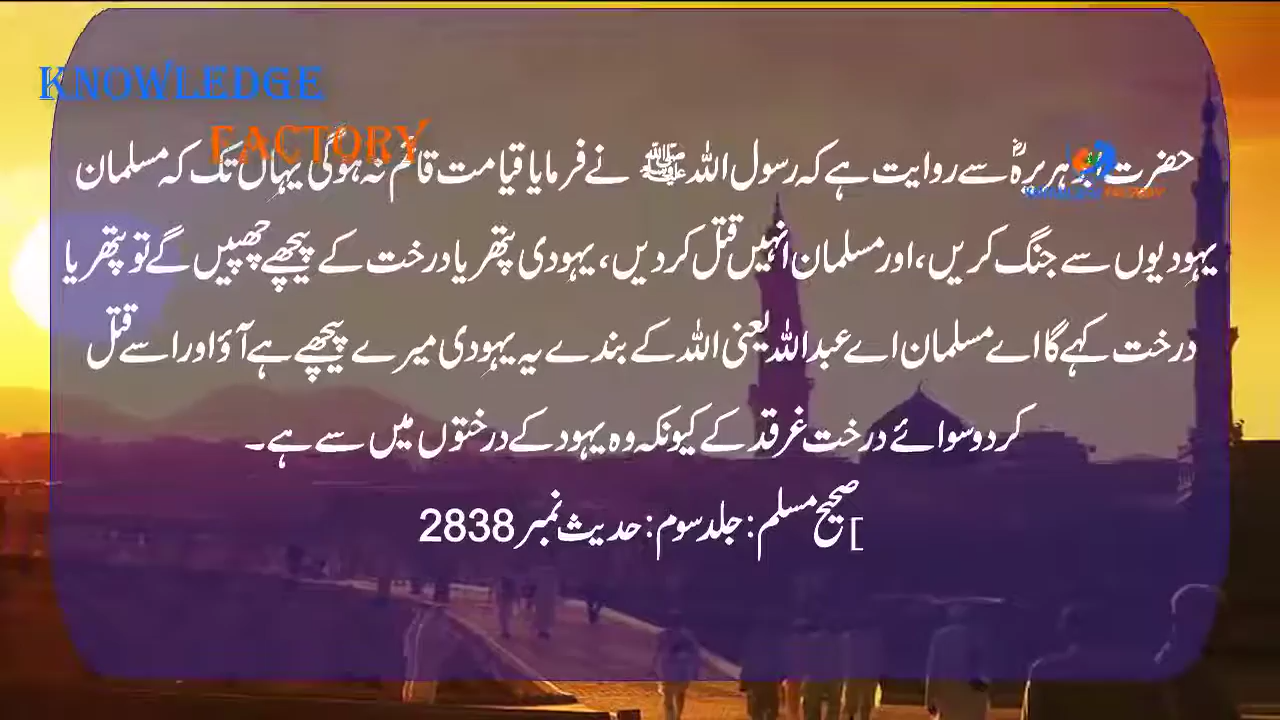 KNOWLEDGE
FACTORY
حضرت ابو ہریرہؓ سے روایت ہے کہ رسول اللہ ﷺ نے فرمایا قیامت قائم نہ ہوگی یہاں تک کہ مسلمان
یہودیوں سے جنگ کریں، اور مسلمان انہیں قتل کردیں، یہودی پتھر یا درخت کے پیچھے چھپیں گے تو پتھر یا
درخت کہے گا اے مسلمان اے عبداللہ یعنی اللہ کے بندے یہ یہودی میرے پیچھے ہے آؤ اور اسے قتل
کردو سوائے درخت غرقد کے کیونکہ وہ یہود کے درختوں میں سے ہے۔
]صحیح مسلم: جلد سوم: حدیث نمبر 2838
KNOWLEDGE FACTORY